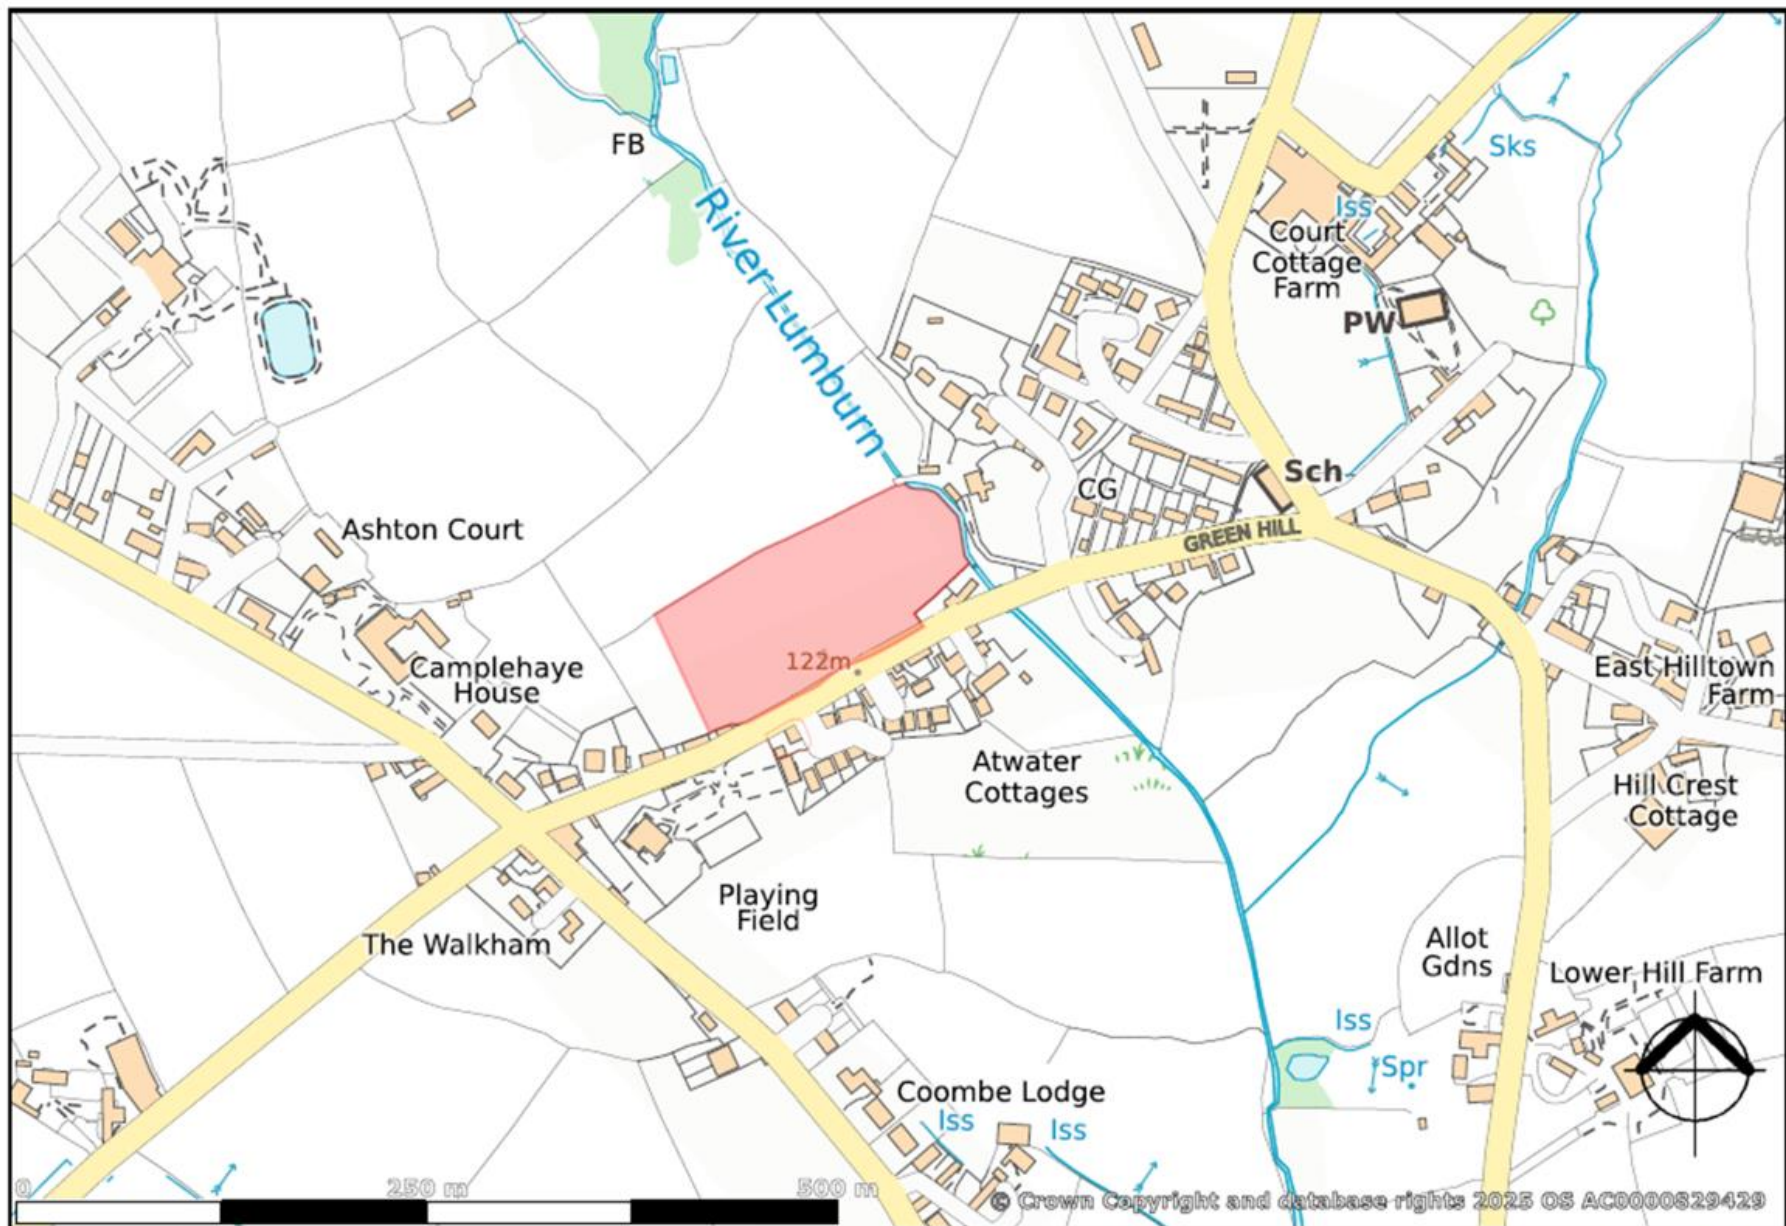 FB
Sks
River Lumburn
Iss
Court
Cottage
Farm
PW
Sch
CG
GREEN HILL
Ashton Court
122m
Camplehaye
House
East Hilltown
Farm
Atwater
Cottages
Hill Crest
Cottage
Playing
Field
The Walkham
Allot
Gdns
Lower Hill Farm
Iss
Spr
Coombe Lodge
Iss
Iss
0
250 m
500 m
© Crown Copyright and database rights 2025 OS AC0000829429